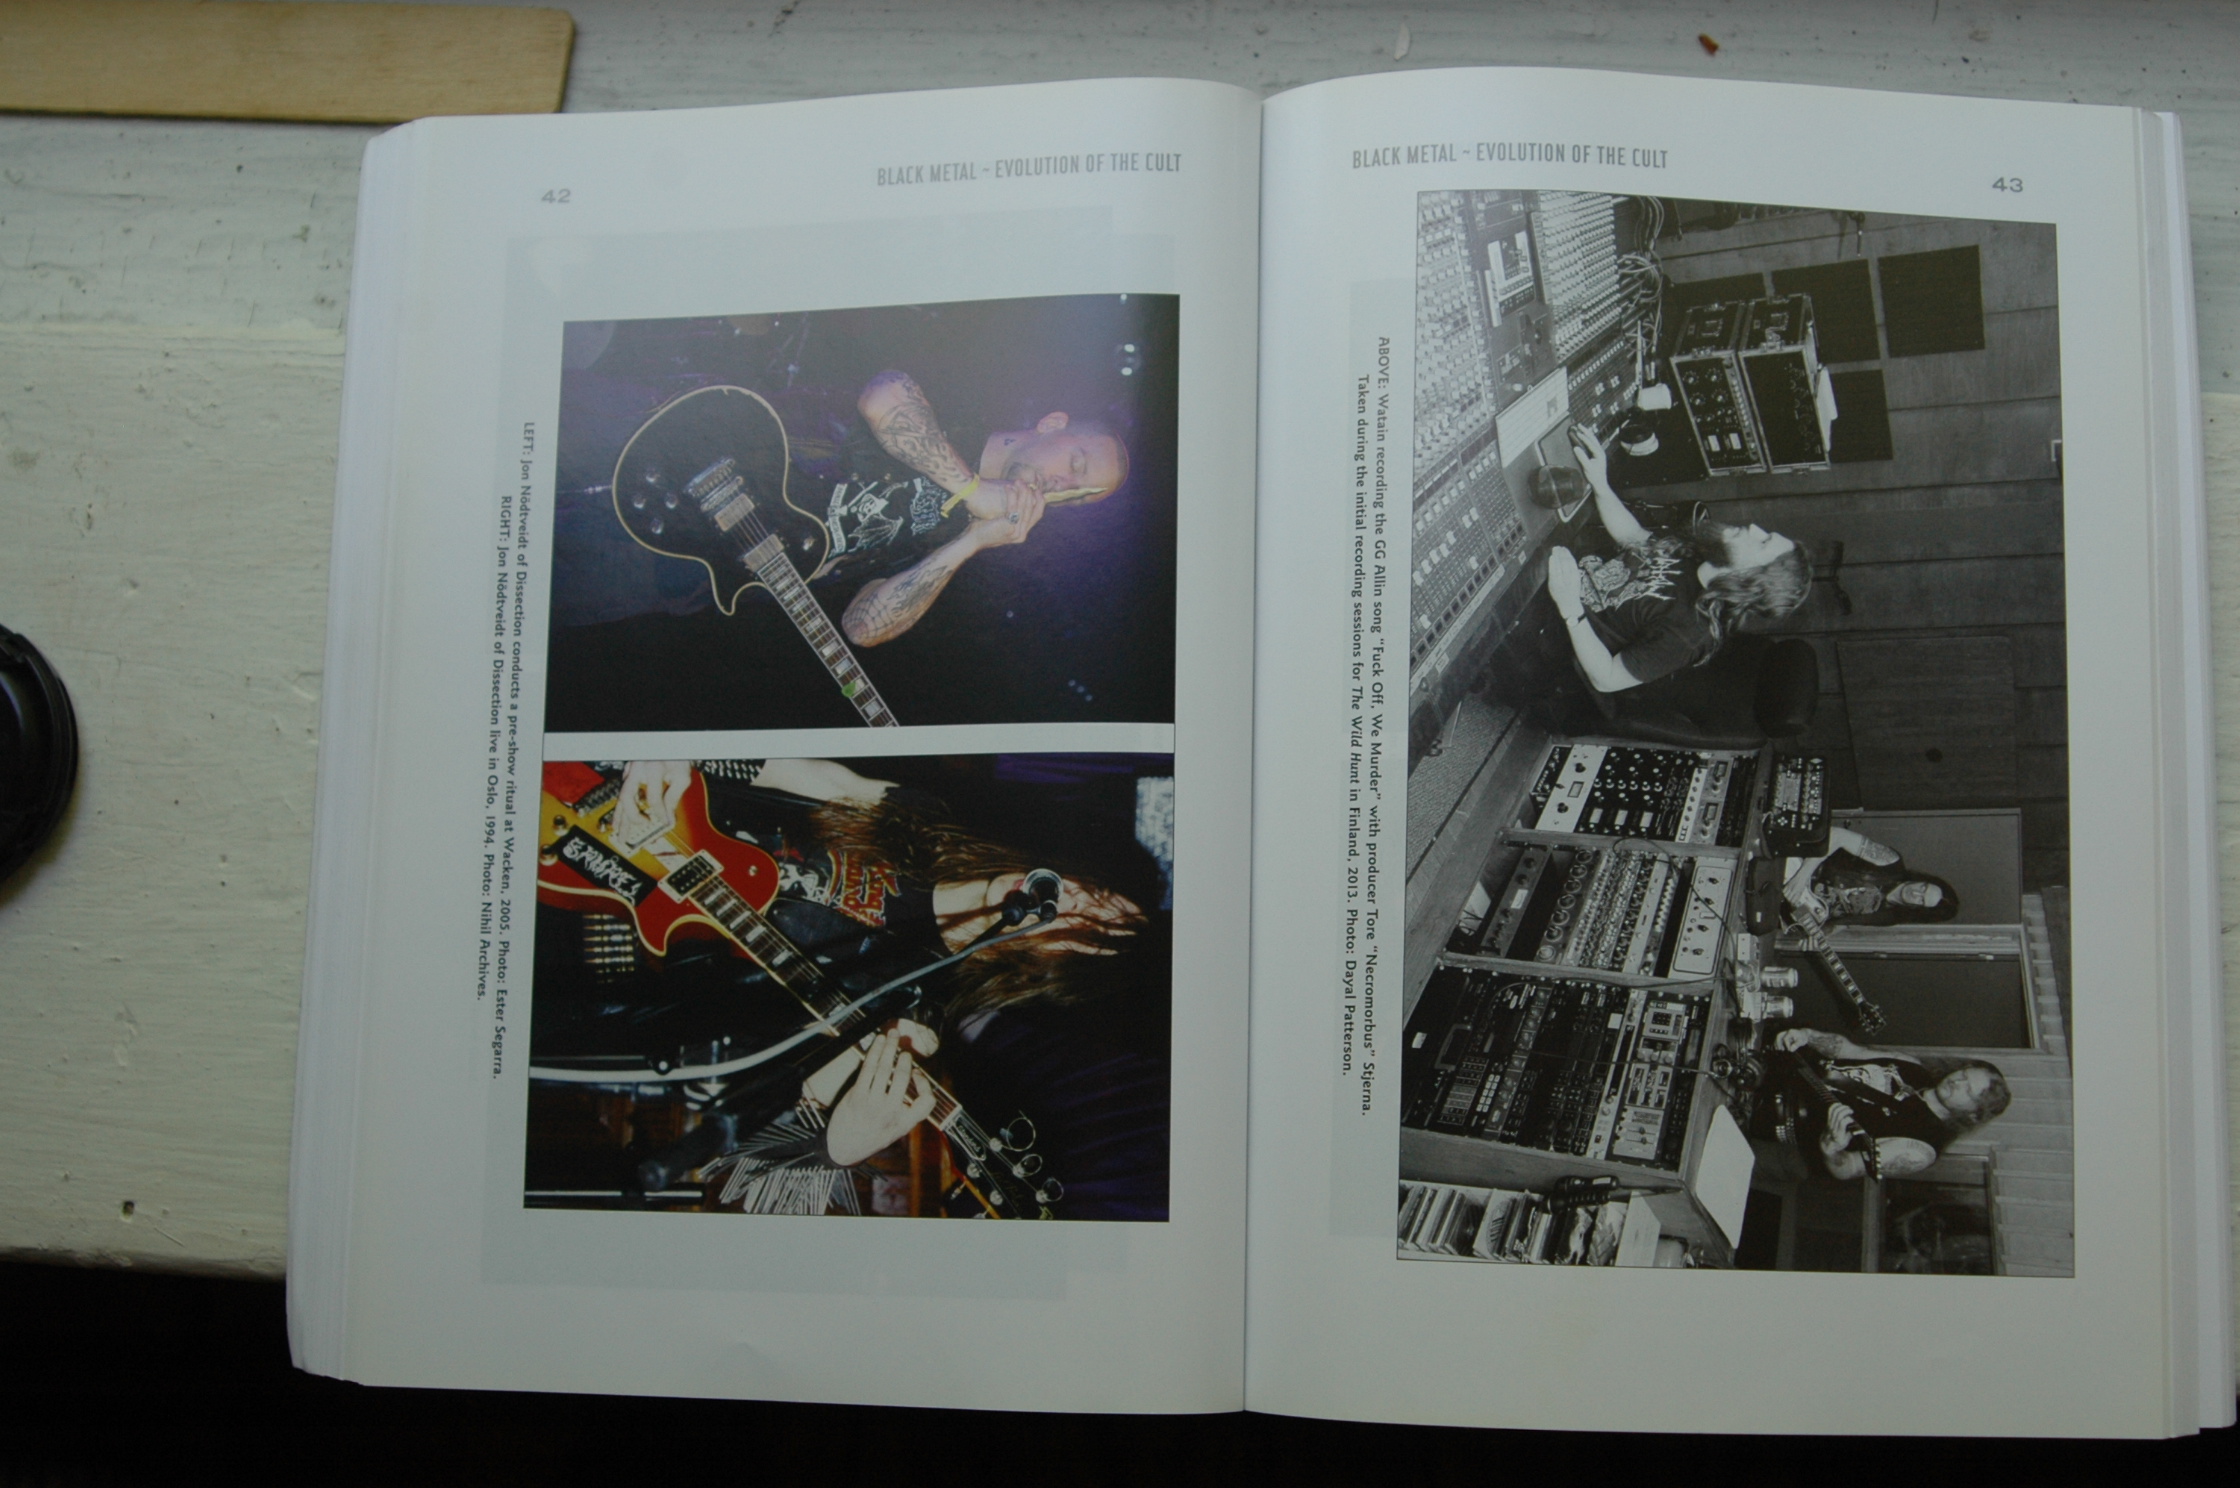 42
BLACK METAL ~ EVOLUTION OF THE CULT
LEFT: Jon Nödtveidt of Dissection conducts a pre-show ritual at Wacken, 2005. Photo: Ester Segarra.
RIGHT: Jon Nödtveidt of Dissection live in Oslo, 1994. Photo: Nihil Archives.
BLACK METAL ~ EVOLUTION OF THE CULT
43
ABOVE: Watain recording the GG Allin song "Fuck Off, We Murder" with producer Tore "Necromorbus" Stjerna.
Taken during the initial recording sessions for The Wild Hunt in Finland, 2013. Photo: Dayal Patterson.